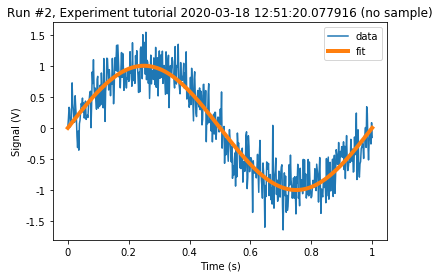 Run #2, Experiment tutorial 2020-03-18 12:51:20.077916 (no sample)
data
fit
Signal (V)
1.5
1
0.5
0
-0.5
-1
-1.5
0
0.2
0.4
0.6
0.8
1
Time (s)